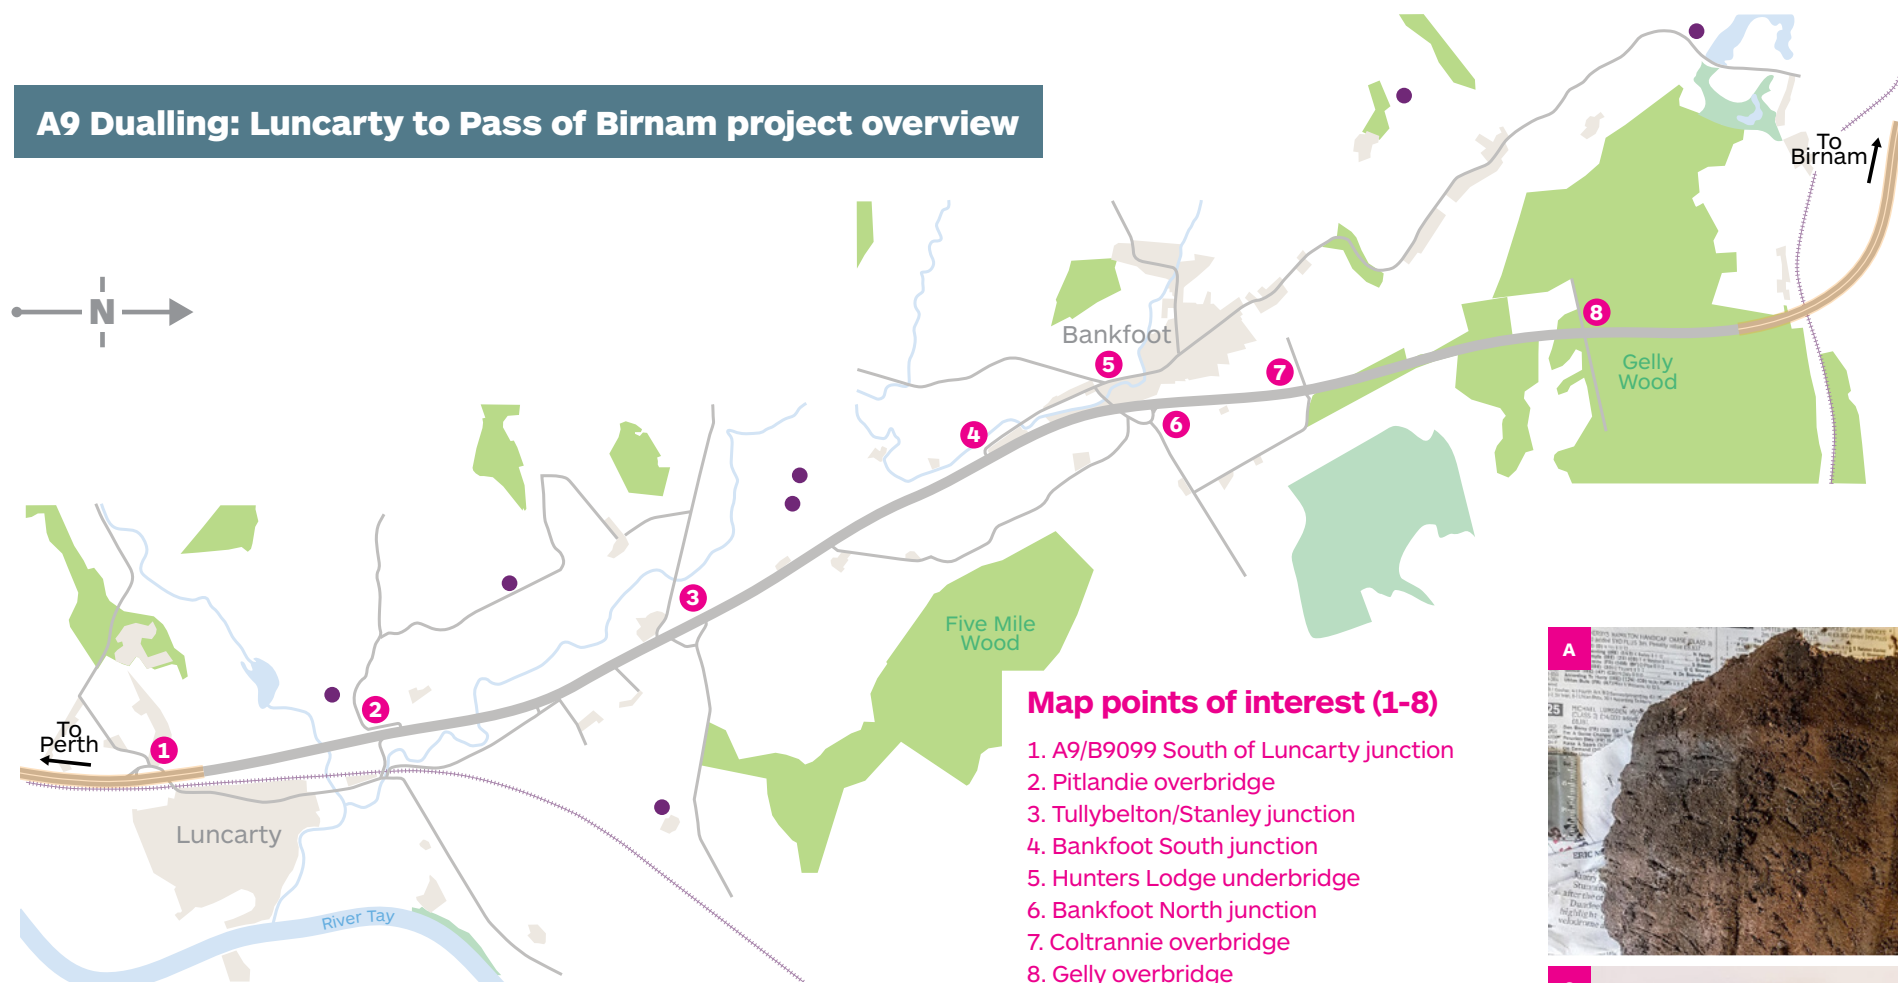 A9 Dualling: Luncarty to Pass of Birnam project overview
To
Birnam
N
8
Bankfoot
5
7
Gelly
Wood
4
6
3
Five Mile
Wood
A
2
Map points of interest (1-8)
To
Perth
1
1. A9/B9099 South of Luncarty junction
2. Pitlandie overbridge
3. Tullybelton/Stanley junction
Luncarty
4. Bankfoot South junction
5. Hunters Lodge underbridge
6. Bankfoot North junction
River Tay
7. Coltrannie overbridge
8. Gelly overbridge
25